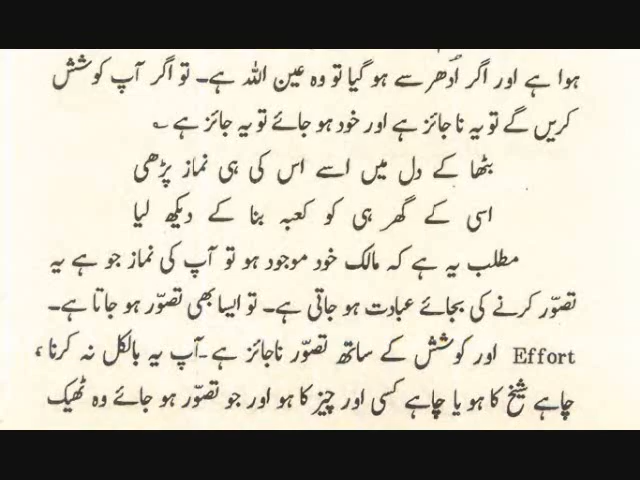 ہوا ہے اور اگر اُدھر سے ہو گیا تو وہ عین اللہ ہے۔ تو اگر آپ کوشش
کریں گے تو یہ ناجائز ہے اور خود ہو جائے تو یہ جائز ہے ۔
بٹھا کے دل میں اسے اس کی ہی نماز پڑھی
اسی کے گھر ہی کو کعبہ بنا کے دیکھ لیا
مطلب یہ ہے کہ مالک خود موجود ہو تو آپ کی نماز جو ہے یہ
تصوّر کرنے کی بجائے عبادت ہو جاتی ہے۔ تو ایسا بھی تصوّر ہو جاتا ہے۔
Effort اور کوشش کے ساتھ تصوّر ناجائز ہے۔ آپ یہ بالکل نہ کرنا ،
چاہے شیخ کا ہو یا چاہے کسی اور چیز کا ہو اور جو تصوّر ہو جائے وہ ٹھیک